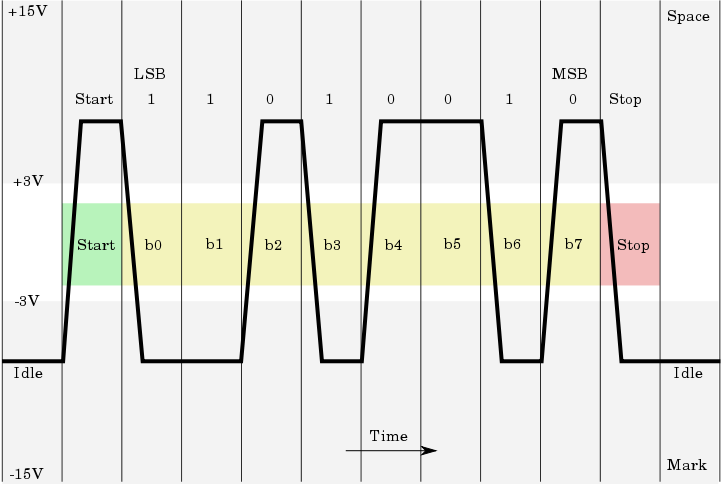 +15V
Space
LSB
MSB
Start 1 1 0 1 0 0 1 0 Stop
+3V
Start b0 b1 b2 b3 b4 b5 b6 b7 Stop
-3V
Idle
Idle
Time
Mark
-15V